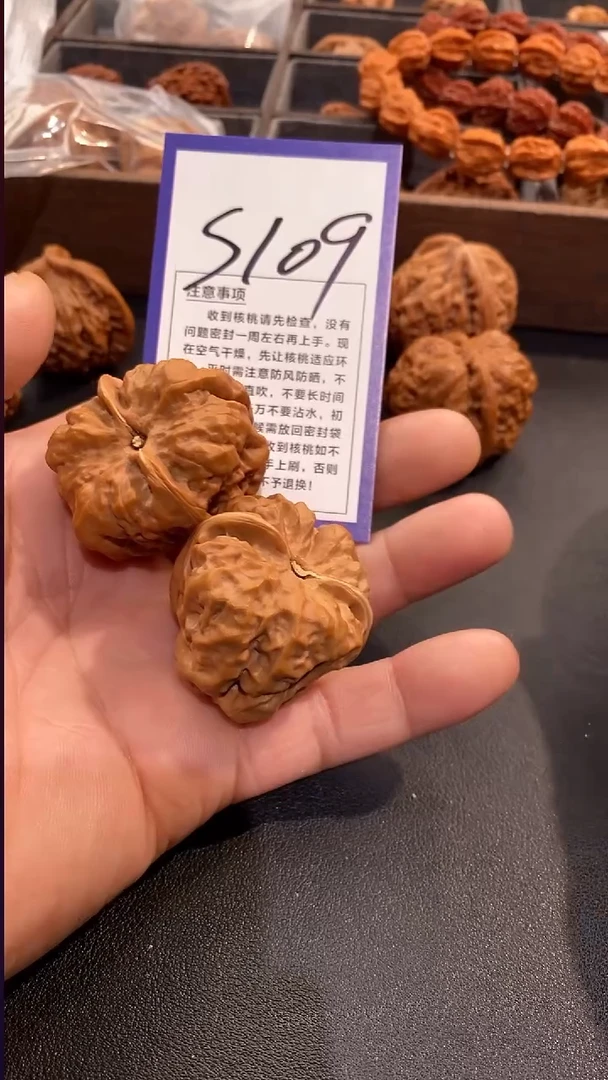 S109
注意事项
收到核桃请先检查，没有
问题密封一周左右再上手。现
在空气干燥，先让核桃适应环
平时需注意防风防晒，不
直吹，不要长时间
万不要沾水，初
候需放回密封袋
收到核桃如不
手上刷，否则
不予退换！